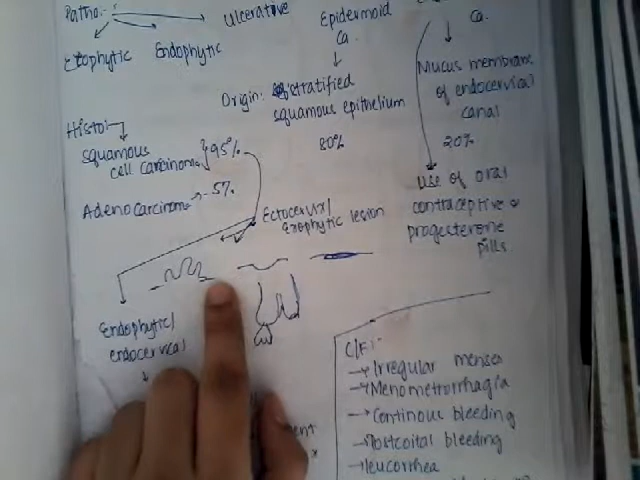 Patho:-
Ulcerative
Ectophytic
Endophytic
Epidermoid
Ca.
Origin: stratified
squamous epithelium
80%
Ca.
Mucus membrane
of endocervical
canal
20%
Use of oral
contraceptive or
progesterone
pills
Histo:-
Squamous
cell carcinoma 95%
Adenocarcinoma 5%
Ectocervix/
Exophytic lesion
Endophytic/
endocervical
C/F:-
→ Irregular menses
→ Menometrorrhagia
→ Continous bleeding
→ Postcoital bleeding
→ leucorrhea